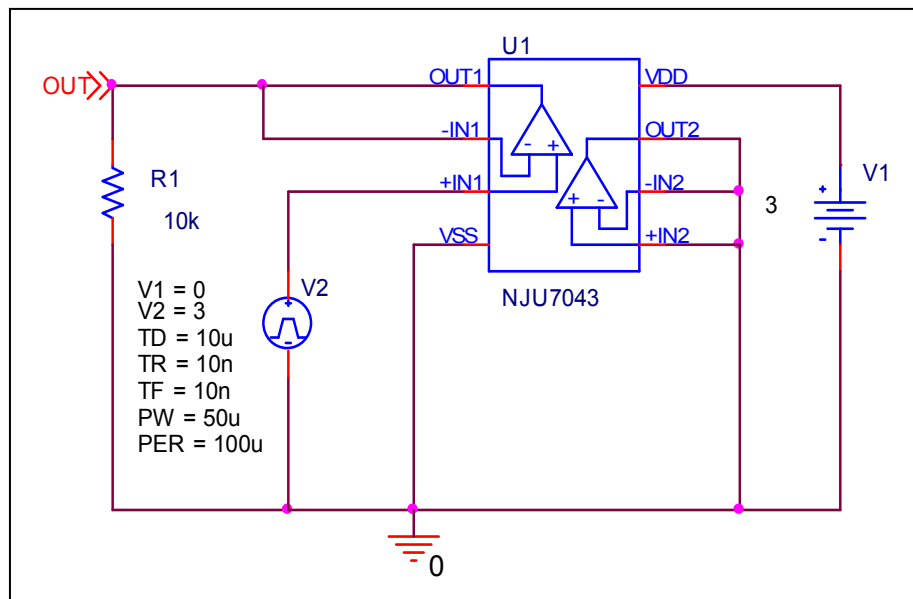 U1
OUT
OUT1
VDD
-IN1
OUT2
R1
10k
+IN1
-IN2
V1
3
VSS
+IN2
- +
+ -
+
-
NJU7043
V2
+
-
V1 = 0
V2 = 3
TD = 10u
TR = 10n
TF = 10n
PW = 50u
PER = 100u
0